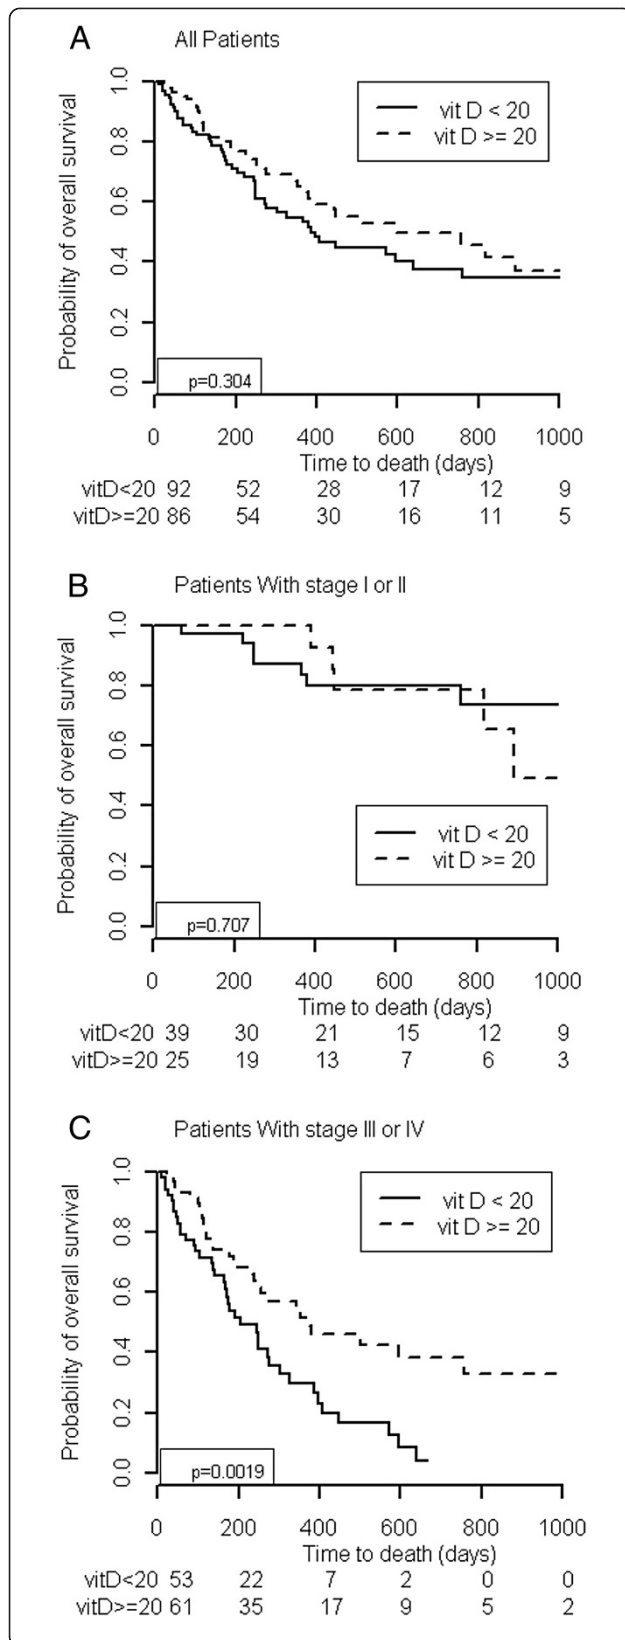 A All Patients
1.0
0.8
0.6
0.4
0.2
0.0
Probability of overall survival
vit D < 20
vit D >= 20
p=0.304
0 200 400 600 800 1000
Time to death (days)
vitD<20 92 52 28 17 12 9
vitD>=20 86 54 30 16 11 5
B Patients With stage I or II
1.0
0.8
0.6
0.4
0.2
0.0
Probability of overall survival
vit D < 20
vit D >= 20
p=0.707
0 200 400 600 800 1000
Time to death (days)
vitD<20 39 30 21 15 12 9
vitD>=20 25 19 13 7 6 3
C Patients With stage III or IV
1.0
0.8
0.6
0.4
0.2
0.0
Probability of overall survival
vit D < 20
vit D >= 20
p=0.0019
0 200 400 600 800 1000
Time to death (days)
vitD<20 53 22 7 2 0 0
vitD>=20 61 35 17 9 5 2